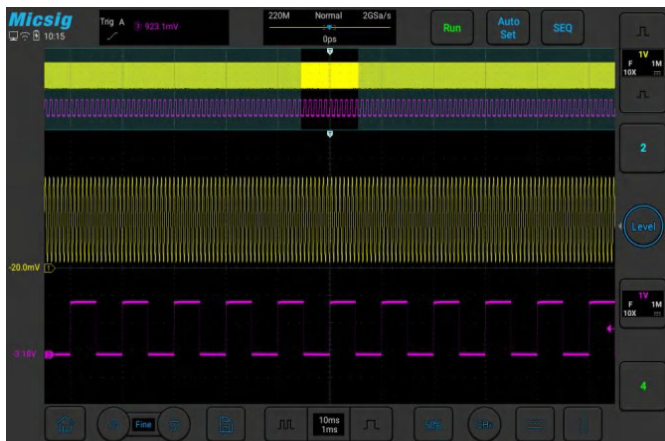 Micsig
10:15
Trig A
3 923.1mV
220M Normal 2GSa/s
0ps
Run
Auto
Set
SEQ
1V
F 1M
10X
2
Level
-20.0mV
1V
F 1M
10X
-3.18V
4
Fine
10ms
1ms